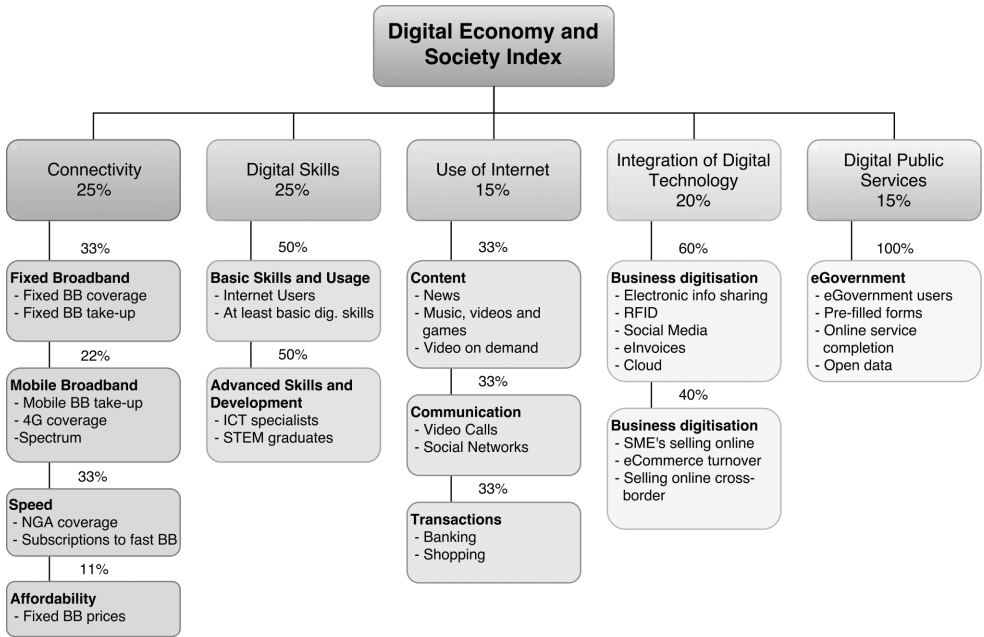 Digital Economy and
Society Index
Connectivity
25%
33%
Fixed Broadband
- Fixed BB coverage
- Fixed BB take-up
22%
Mobile Broadband
- Mobile BB take-up
- 4G coverage
-Spectrum
33%
Speed
- NGA coverage
- Subscriptions to fast BB
11%
Affordability
- Fixed BB prices
Digital Skills
25%
50%
Basic Skills and Usage
- Internet Users
- At least basic dig. skills
50%
Advanced Skills and
Development
- ICT specialists
- STEM graduates
Use of Internet
15%
33%
Content
- News
- Music, videos and
games
- Video on demand
33%
Communication
- Video Calls
- Social Networks
33%
Transactions
- Banking
- Shopping
Integration of Digital
Technology
20%
60%
Business digitisation
- Electronic info sharing
- RFID
- Social Media
- eInvoices
- Cloud
40%
Business digitisation
- SME's selling online
- eCommerce turnover
- Selling online cross-
border
Digital Public
Services
15%
100%
eGovernment
- eGovernment users
- Pre-filled forms
- Online service
completion
- Open data